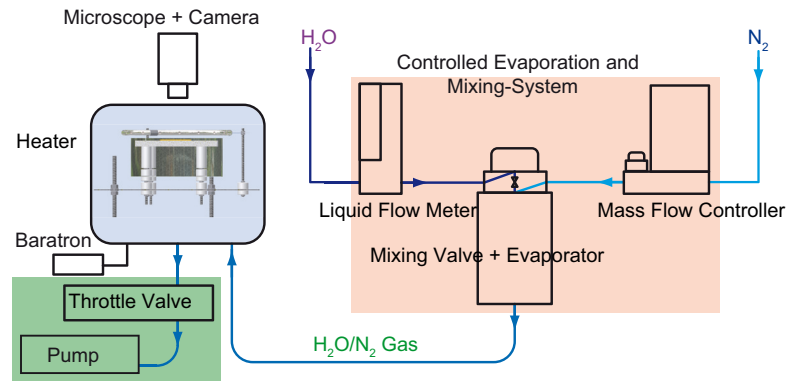 Microscope + Camera
H₂O
N₂
Controlled Evaporation and
Mixing-System
Heater
Liquid Flow Meter
Mass Flow Controller
Baratron
Mixing Valve + Evaporator
Throttle Valve
H₂O/N₂ Gas
Pump